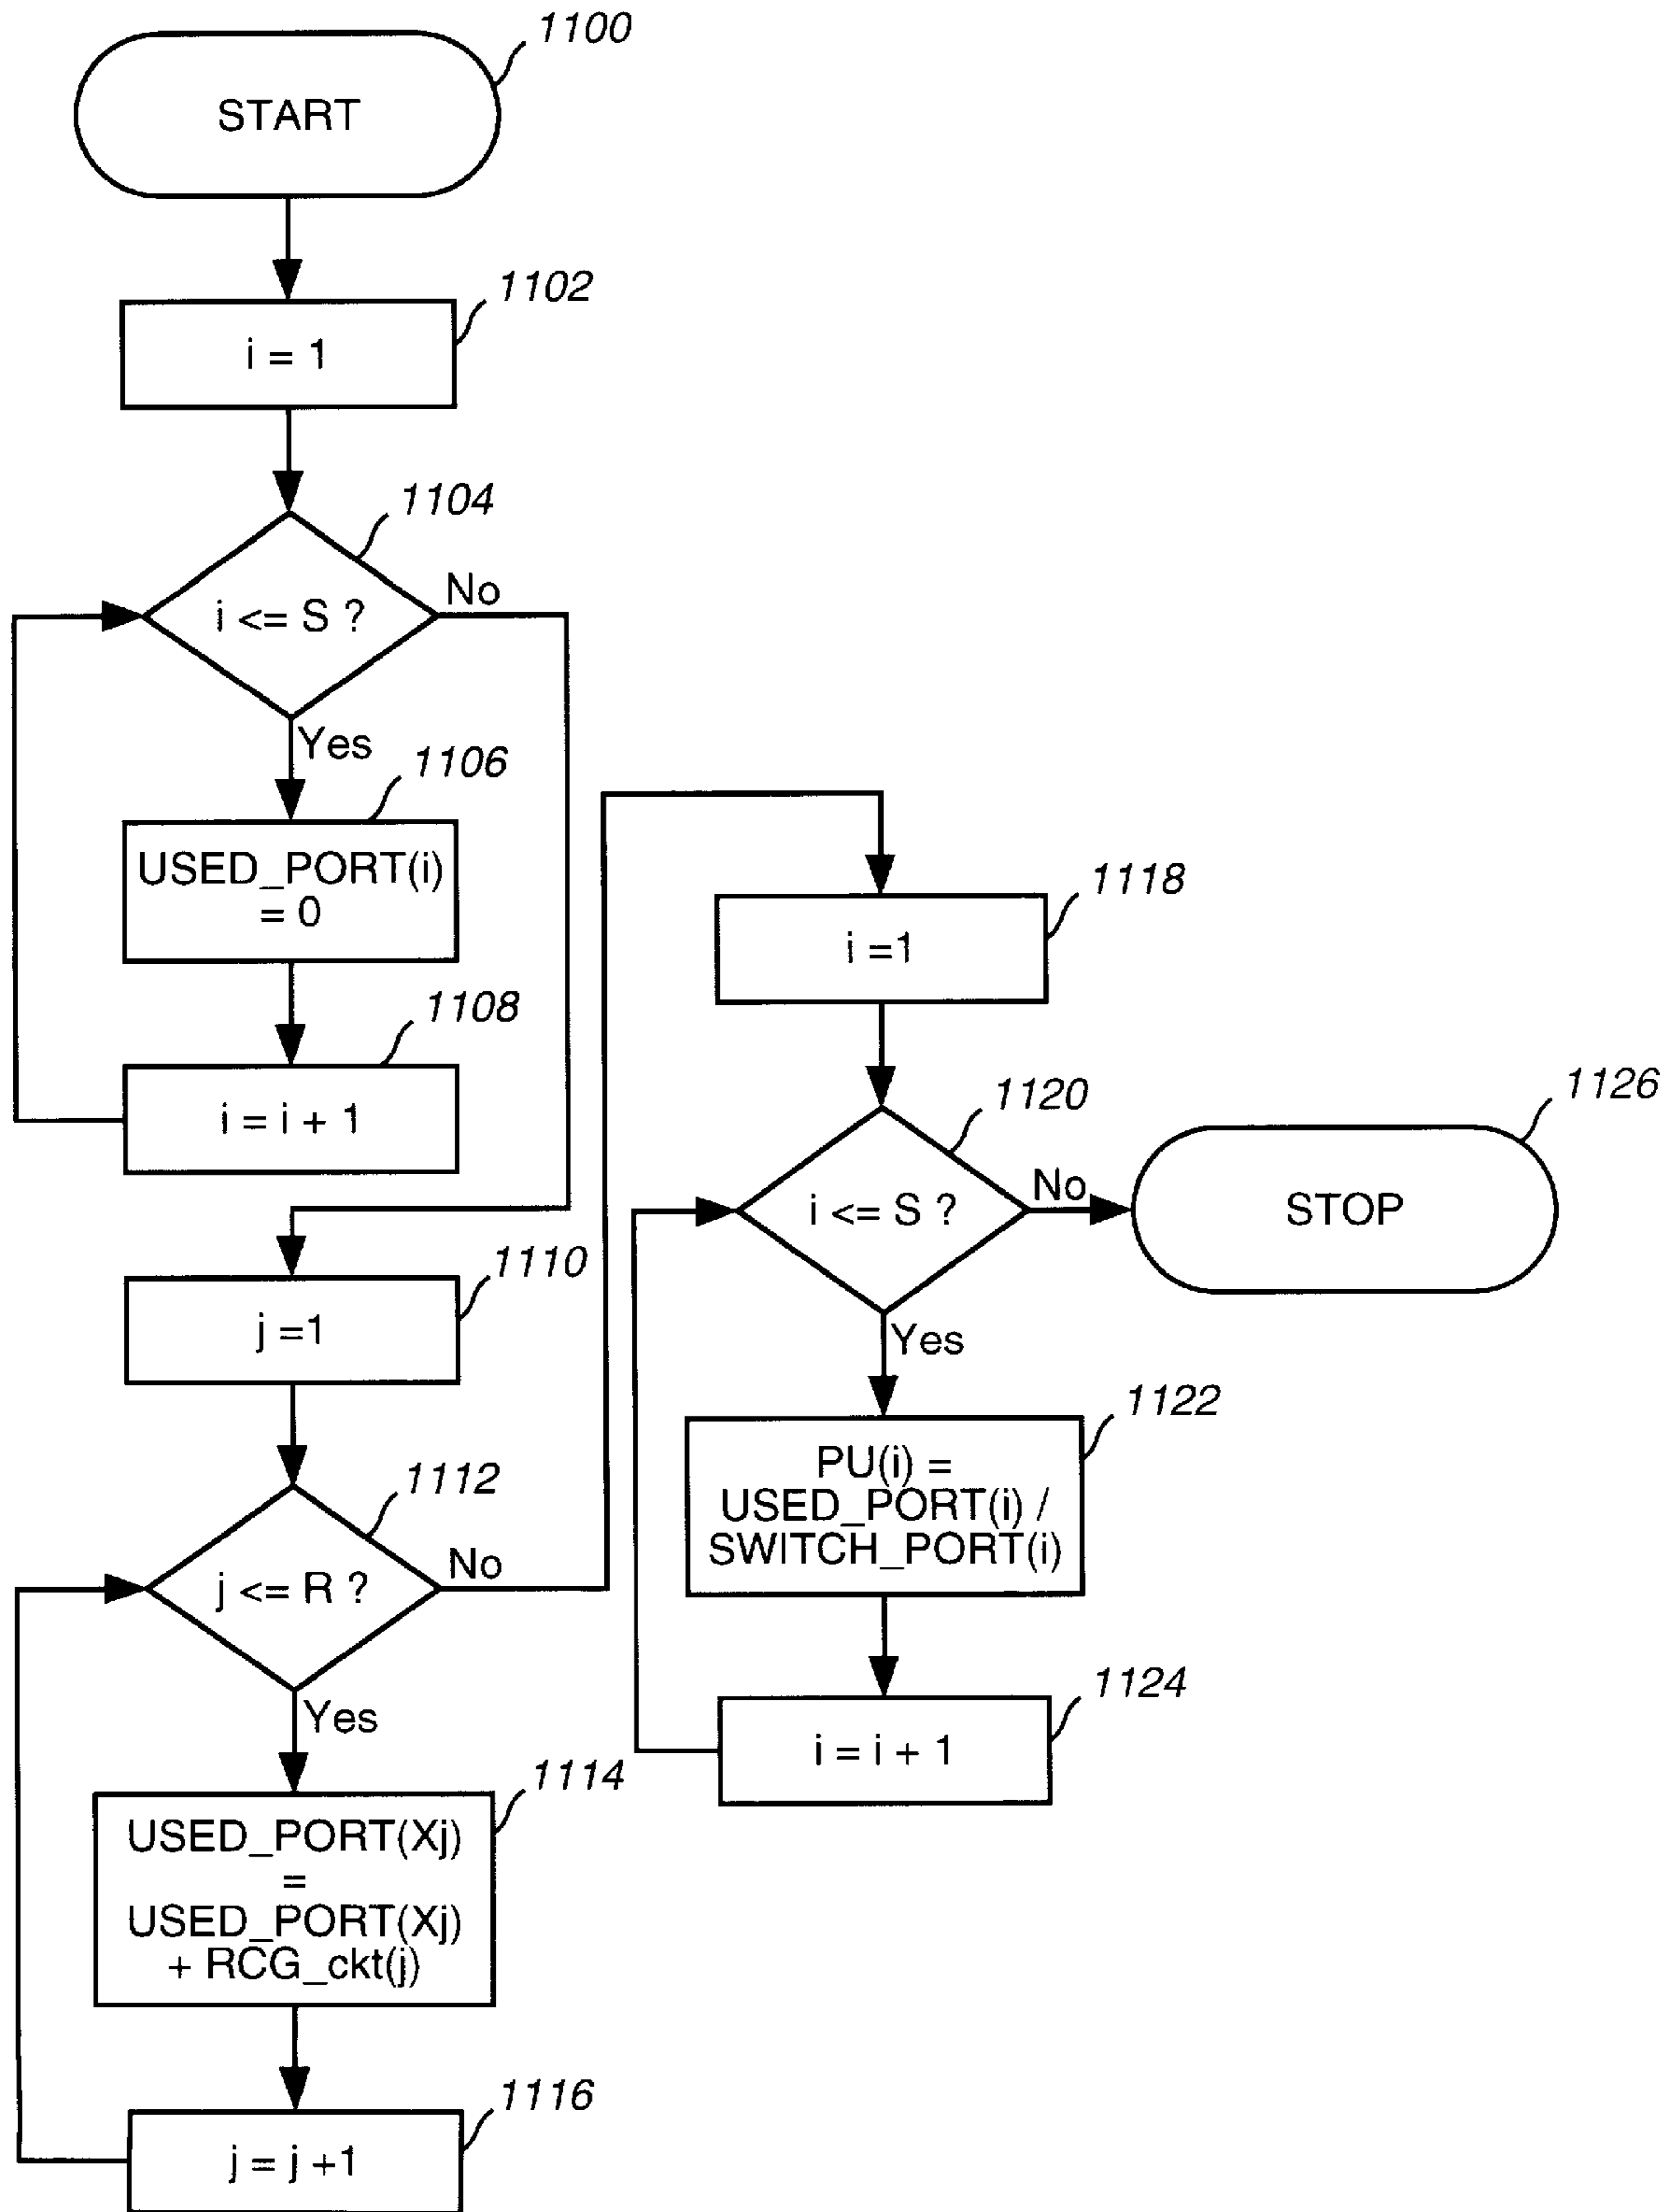 1100
START
1102
i = 1
1104
i <= S ?
No
Yes
1106
USED_PORT(i)
= 0
1108
i = i + 1
1110
j =1
1112
j <= R ?
No
Yes
1114
USED_PORT(Xj)
=
USED_PORT(Xj)
+ RCG_ckt(j)
1116
j = j +1
1118
i =1
1120
i <= S ?
No
1126
STOP
Yes
1122
PU(i) =
USED_PORT(i) /
SWITCH_PORT(i)
1124
i = i + 1